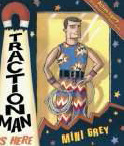 TRACTION
MAN
IS HERE
MINI GREY